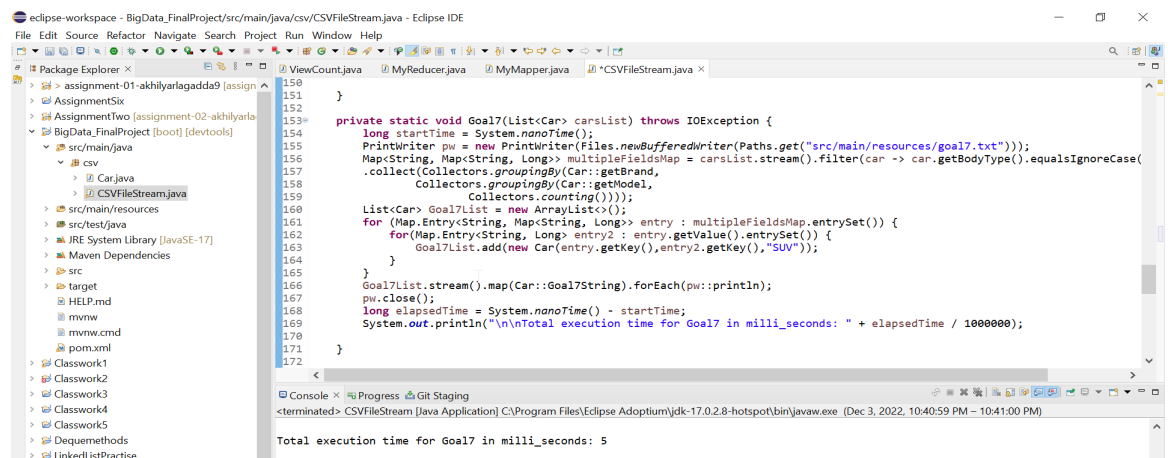 eclipse-workspace - BigData_FinalProject/src/main/java/csv/CSVFileStream.java - Eclipse IDE
File Edit Source Refactor Navigate Search Project Run Window Help
Package Explorer
ViewCount.java MyReducer.java MyMapper.java *CSVFileStream.java
> assignment-01-akhilyarlagadda9 [assign
AssignmentSix
AssignmentTwo [assignment-02-akhilyarla
BigData_FinalProject [boot] [devtools]
src/main/java
csv
Car.java
CSVFileStream.java
src/main/resources
src/test/java
JRE System Library [JavaSE-17]
Maven Dependencies
src
target
HELP.md
mvnw
mvnw.cmd
pom.xml
Classwork1
Classwork2
Classwork3
Classwork4
Classwork5
Dequemethods
LinkedListPractise
150
151 }
152
153 private static void Goal7(List<Car> carsList) throws IOException {
154 long startTime = System.nanoTime();
155 PrintWriter pw = new PrintWriter(Files.newBufferedWriter(Paths.get("src/main/resources/goal7.txt")));
156 Map<String, Map<String, Long>> multipleFieldsMap = carsList.stream().filter(car -> car.getBodyType().equalsIgnoreCase(
157 .collect(Collectors.groupingBy(Car::getBrand,
158 Collectors.groupingBy(Car::getModel,
159 Collectors.counting())));
160 List<Car> Goal7List = new ArrayList<>();
161 for (Map.Entry<String, Map<String, Long>> entry : multipleFieldsMap.entrySet()) {
162 for(Map.Entry<String, Long> entry2 : entry.getValue().entrySet()) {
163 Goal7List.add(new Car(entry.getKey(),entry2.getKey(),"SUV"));
164 }
165 }
166 Goal7List.stream().map(Car::Goal7String).forEach(pw::println);
167 pw.close();
168 long elapsedTime = System.nanoTime() - startTime;
169 System.out.println("\n\nTotal execution time for Goal7 in milli_seconds: " + elapsedTime / 1000000);
170
171 }
172
Console Progress Git Staging
<terminated> CSVFileStream [Java Application] C:\Program Files\Eclipse Adoptium\jdk-17.0.2.8-hotspot\bin\javaw.exe (Dec 3, 2022, 10:40:59 PM – 10:41:00 PM)
Total execution time for Goal7 in milli_seconds: 5